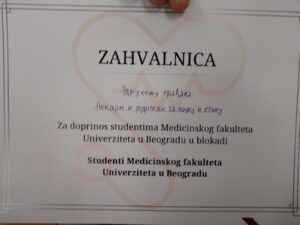 ZAHVALNICA
Удружењу грађана
Лекари и родитељи за науку и етику
Za doprinos studentima Medicinskog fakulteta
Univerziteta u Beogradu u blokadi
Studenti Medicinskog fakulteta
Univerziteta u Beogradu